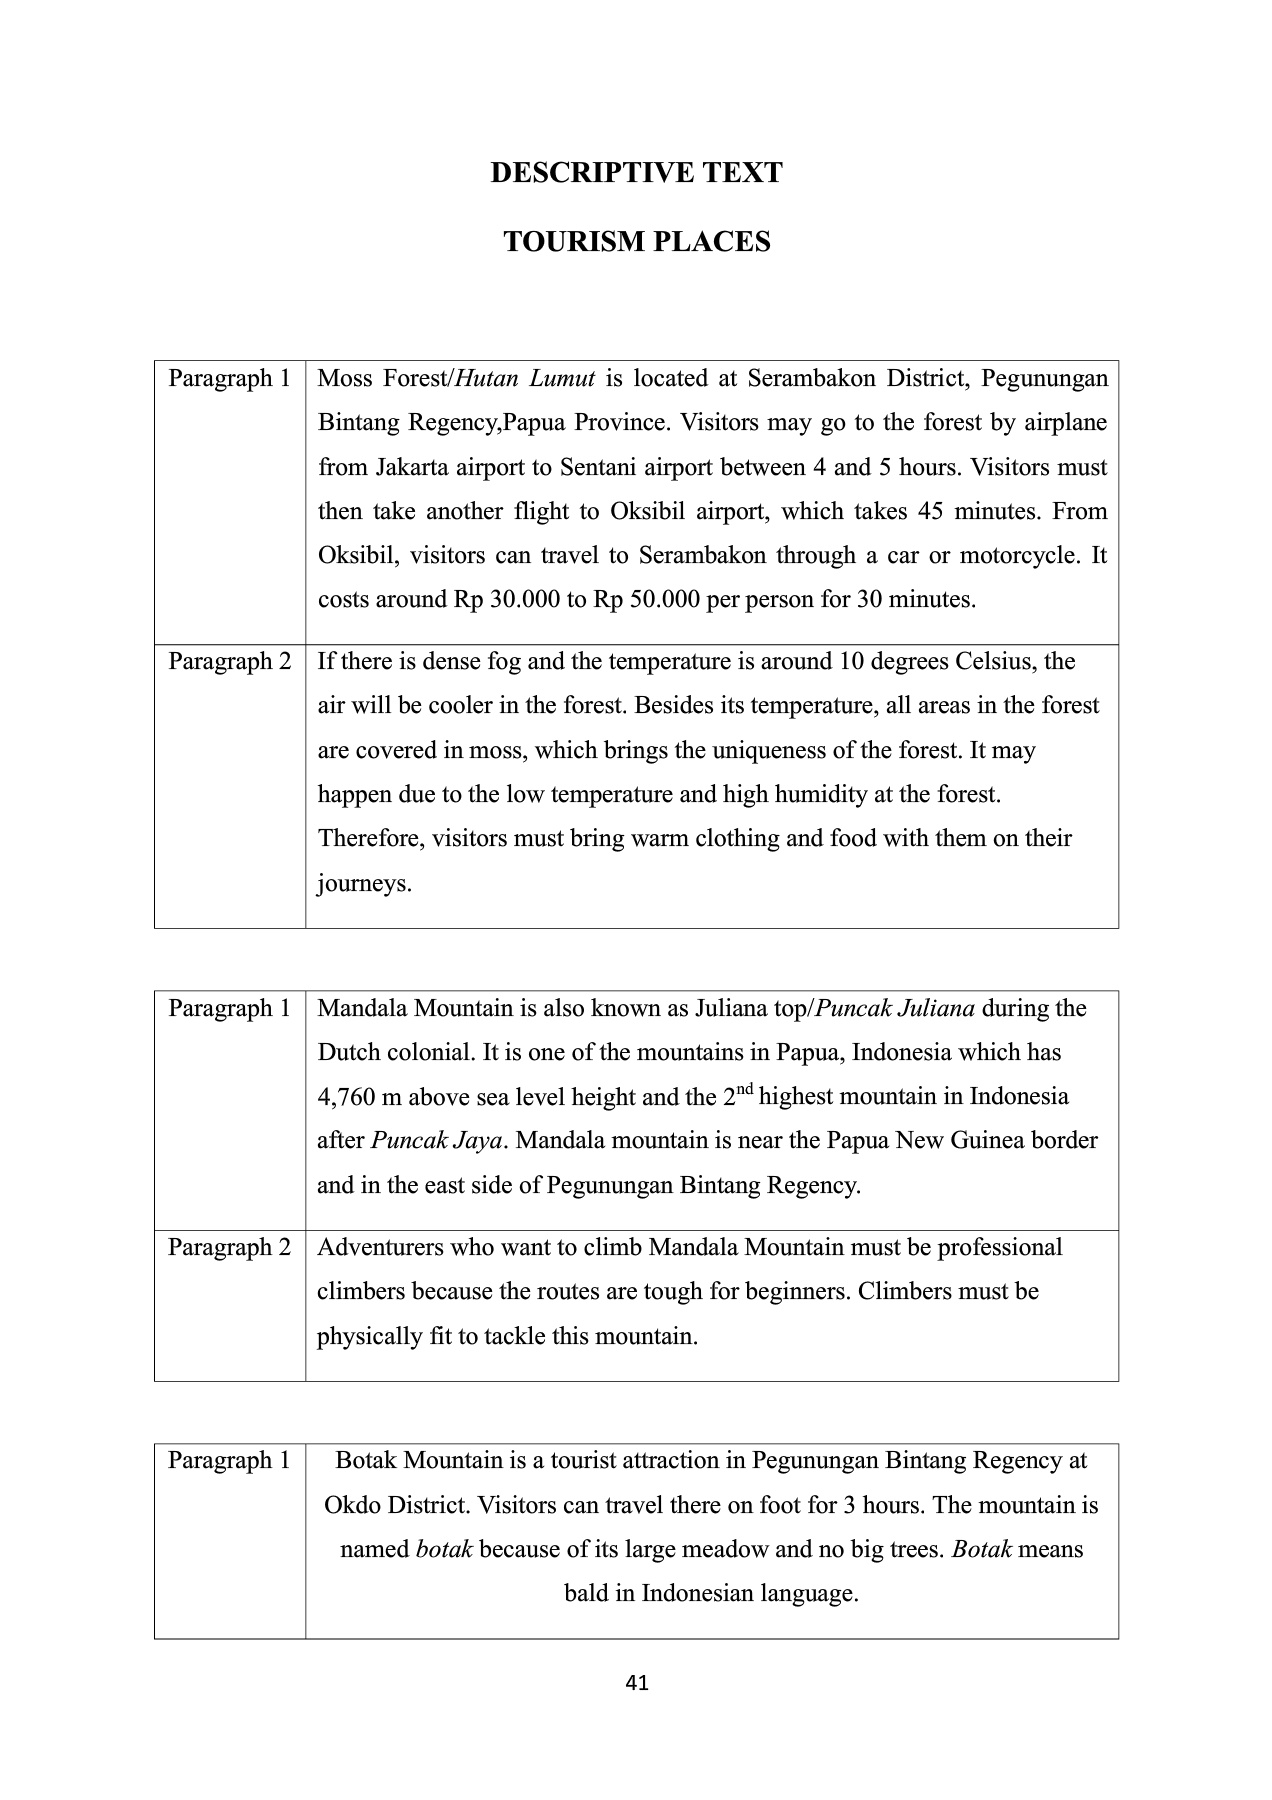 DESCRIPTIVE TEXT
TOURISM PLACES
Paragraph 1
Moss Forest/Hutan Lumut is located at Serambakon District, Pegunungan
Bintang Regency,Papua Province. Visitors may go to the forest by airplane
from Jakarta airport to Sentani airport between 4 and 5 hours. Visitors must
then take another flight to Oksibil airport, which takes 45 minutes. From
Oksibil, visitors can travel to Serambakon through a car or motorcycle. It
costs around Rp 30.000 to Rp 50.000 per person for 30 minutes.
Paragraph 2
If there is dense fog and the temperature is around 10 degrees Celsius, the
air will be cooler in the forest. Besides its temperature, all areas in the forest
are covered in moss, which brings the uniqueness of the forest. It may
happen due to the low temperature and high humidity at the forest.
Therefore, visitors must bring warm clothing and food with them on their
journeys.
Paragraph 1
Mandala Mountain is also known as Juliana top/Puncak Juliana during the
Dutch colonial. It is one of the mountains in Papua, Indonesia which has
4,760 m above sea level height and the 2nd highest mountain in Indonesia
after Puncak Jaya. Mandala mountain is near the Papua New Guinea border
and in the east side of Pegunungan Bintang Regency.
Paragraph 2
Adventurers who want to climb Mandala Mountain must be professional
climbers because the routes are tough for beginners. Climbers must be
physically fit to tackle this mountain.
Paragraph 1
Botak Mountain is a tourist attraction in Pegunungan Bintang Regency at
Okdo District. Visitors can travel there on foot for 3 hours. The mountain is
named botak because of its large meadow and no big trees. Botak means
bald in Indonesian language.
41